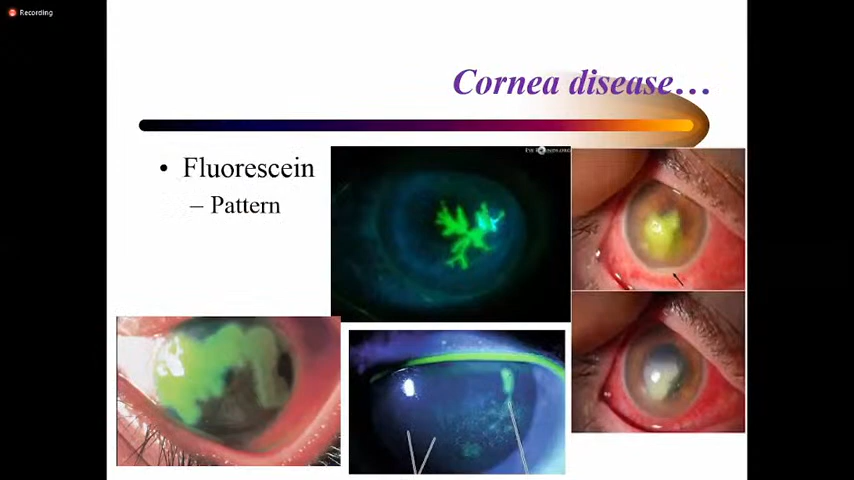 Recording
Cornea disease…
• Fluorescein
– Pattern